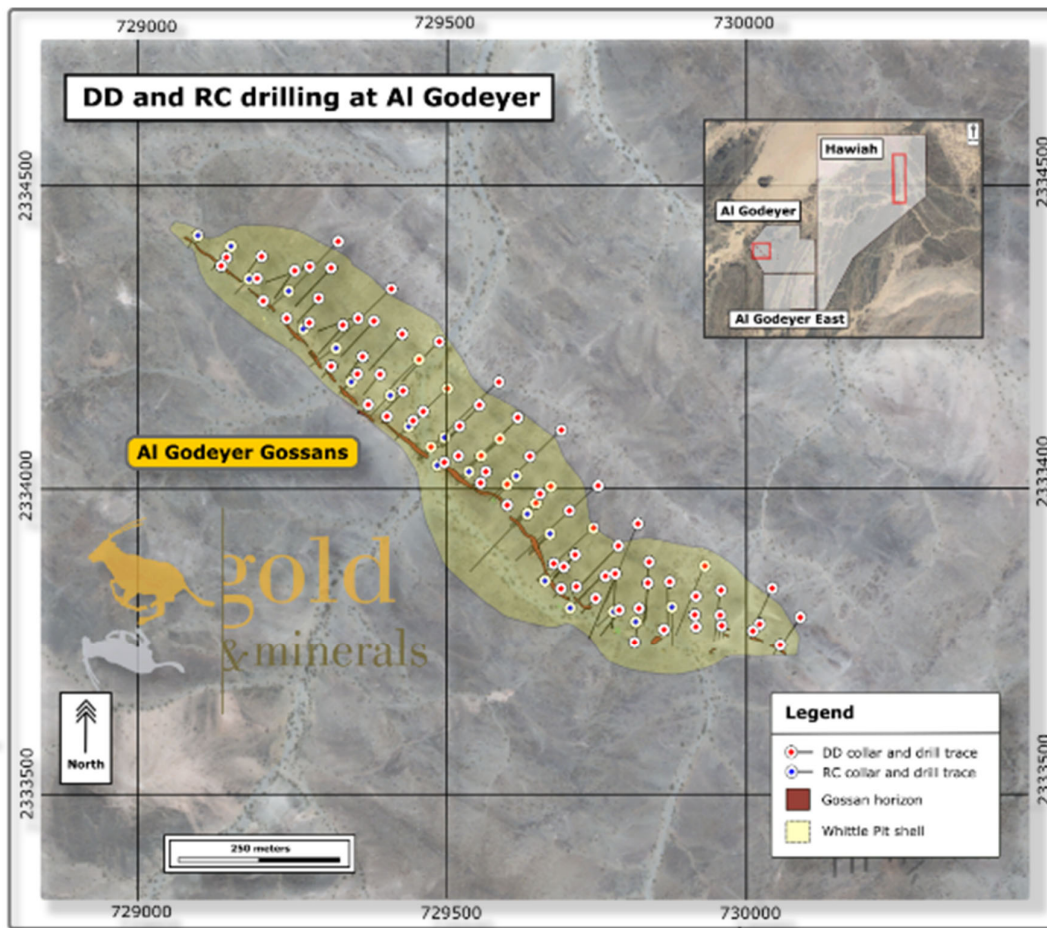 729000
729500
730000
DD and RC drilling at Al Godeyer
2334500
2334500
Hawiah
Al Godeyer
Al Godeyer East
Al Godeyer Gossans
2334000
2333400
gold
&minerals
North
Legend
DD collar and drill trace
RC collar and drill trace
Gossan horizon
Whittle Pit shell
2333500
2333500
250 meters
729000
729500
730000